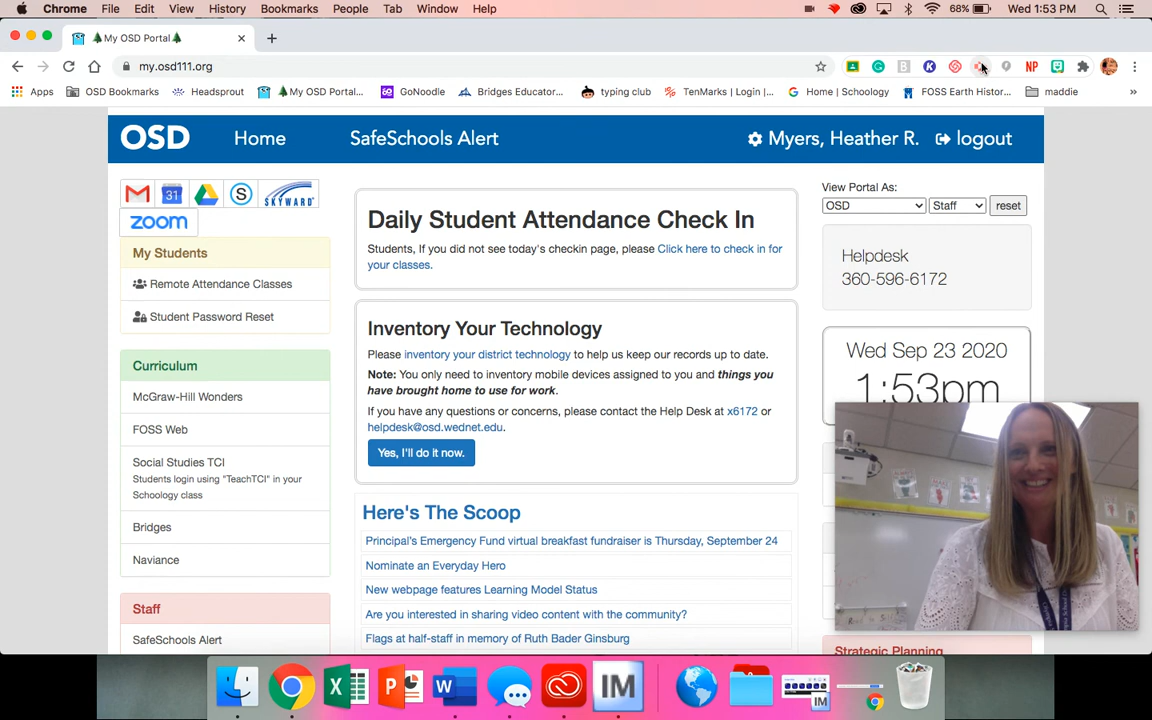 Chrome File Edit View History Bookmarks People Tab Window Help 68% Wed 1:53 PM
My OSD Portal
my.osd111.org
Apps OSD Bookmarks Headsprout My OSD Portal... GoNoodle Bridges Educator... typing club TenMarks | Login |... Home | Schoology FOSS Earth Histor... maddie
OSD Home SafeSchools Alert Myers, Heather R. logout
31 S SKYWARD
zoom
My Students
Remote Attendance Classes
Student Password Reset
Curriculum
McGraw-Hill Wonders
FOSS Web
Social Studies TCI
Students login using "TeachTCI" in your
Schoology class
Bridges
Naviance
Staff
SafeSchools Alert
Daily Student Attendance Check In
Students, If you did not see today's checkin page, please Click here to check in for
your classes.
Inventory Your Technology
Please inventory your district technology to help us keep our records up to date.
Note: You only need to inventory mobile devices assigned to you and things you
have brought home to use for work.
If you have any questions or concerns, please contact the Help Desk at x6172 or
helpdesk@osd.wednet.edu.
Yes, I'll do it now.
Here's The Scoop
Principal's Emergency Fund virtual breakfast fundraiser is Thursday, September 24
Nominate an Everyday Hero
New webpage features Learning Model Status
Are you interested in sharing video content with the community?
Flags at half-staff in memory of Ruth Bader Ginsburg
View Portal As:
OSD Staff reset
Helpdesk
360-596-6172
Wed Sep 23 2020
1:53pm
Strategic Planning
IM